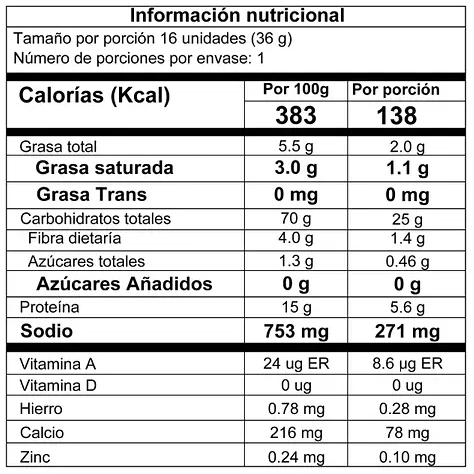 Información nutricional
Tamaño por porción 16 unidades (36 g)
Número de porciones por envase: 1
Calorías (Kcal) Por 100g Por porción
383 138
Grasa total 5.5 g 2.0 g
Grasa saturada 3.0 g 1.1 g
Grasa Trans 0 mg 0 mg
Carbohidratos totales 70 g 25 g
Fibra dietaría 4.0 g 1.4 g
Azúcares totales 1.3 g 0.46 g
Azúcares Añadidos 0 g 0 g
Proteína 15 g 5.6 g
Sodio 753 mg 271 mg
Vitamina A 24 ug ER 8.6 µg ER
Vitamina D 0 ug 0 ug
Hierro 0.78 mg 0.28 mg
Calcio 216 mg 78 mg
Zinc 0.24 mg 0.10 mg